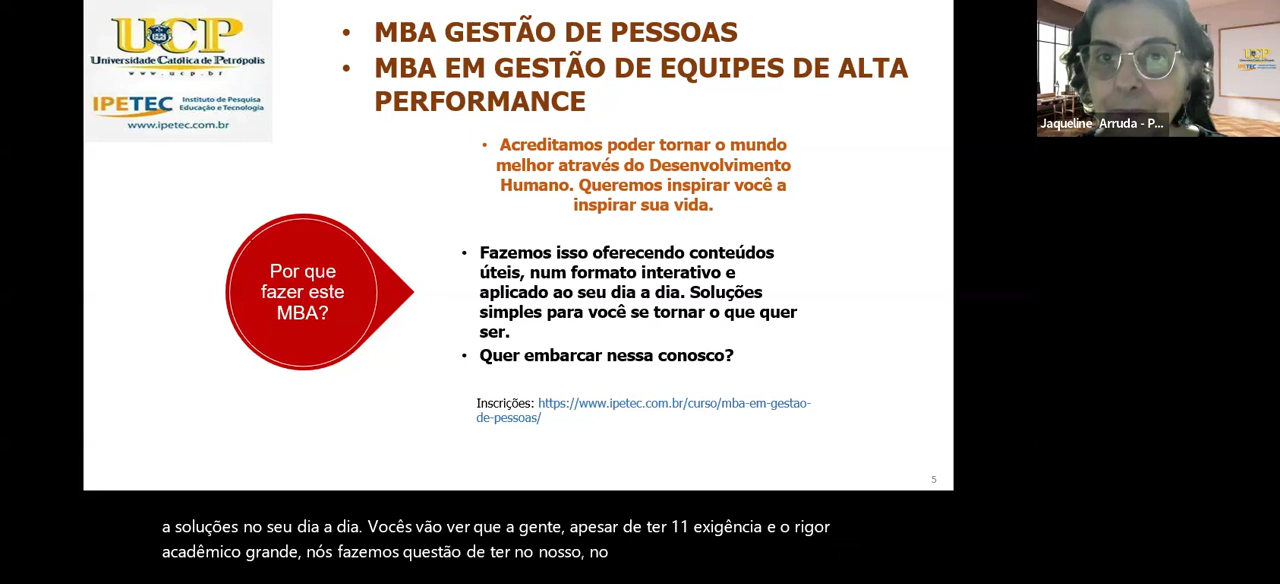 UCP
Universidade Católica de Petrópolis
www.ucp.br
IPETEC Instituto de Pesquisa
Educação e Tecnologia
www.ipetec.com.br
• MBA GESTÃO DE PESSOAS
• MBA EM GESTÃO DE EQUIPES DE ALTA
PERFORMANCE
• Acreditamos poder tornar o mundo
melhor através do Desenvolvimento
Humano. Queremos inspirar você a
inspirar sua vida.
Por que
fazer este
MBA?
• Fazemos isso oferecendo conteúdos
úteis, num formato interativo e
aplicado ao seu dia a dia. Soluções
simples para você se tornar o que quer
ser.
• Quer embarcar nessa conosco?
Inscrições: https://www.ipetec.com.br/curso/mba-em-gestao-
de-pessoas/
5
UCP
IPETEC
Jaqueline Arruda - P...
a soluções no seu dia a dia. Vocês vão ver que a gente, apesar de ter 11 exigência e o rigor
acadêmico grande, nós fazemos questão de ter no nosso, no